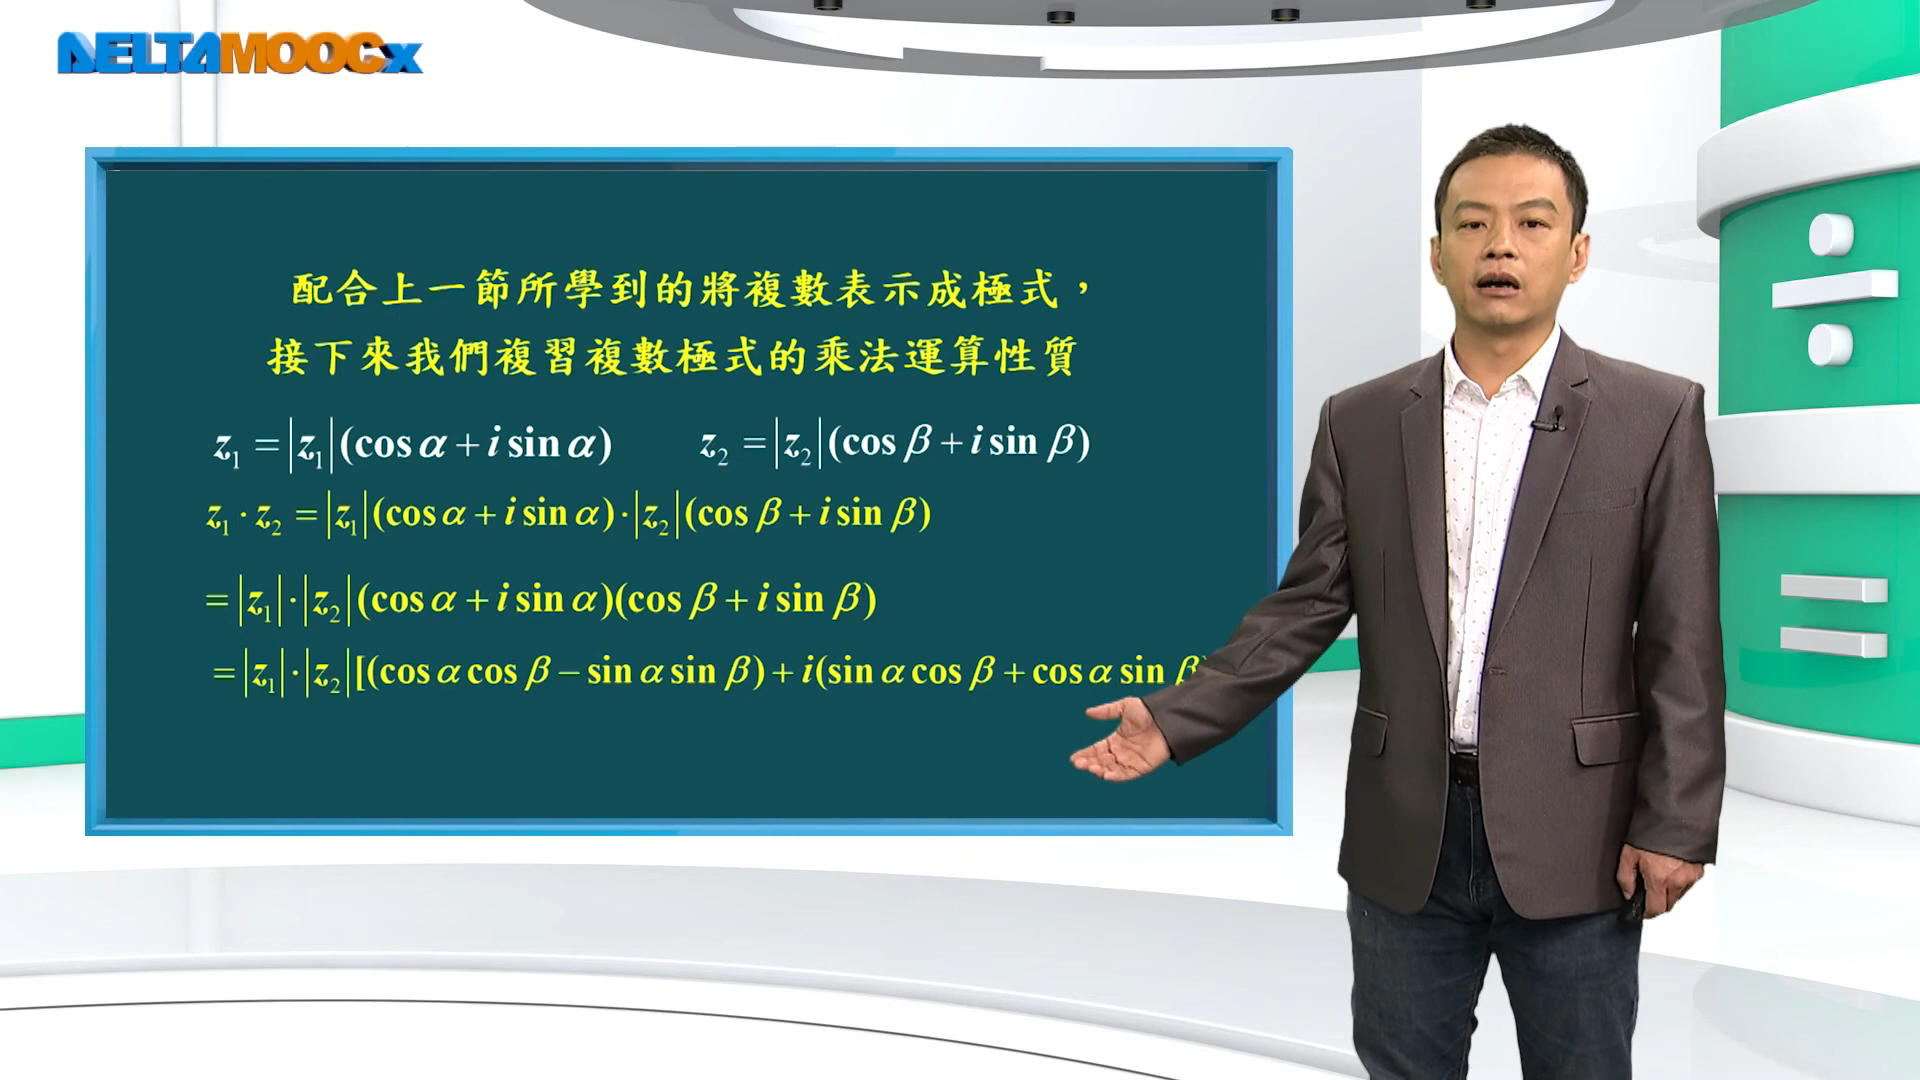 DELTAMOOCx
配合上一節所學到的將複數表示成極式，
接下來我們複習複數極式的乘法運算性質
z₁ = |z₁|(cos α + i sin α) z₂ = |z₂|(cos β + i sin β)
z₁ · z₂ = |z₁|(cos α + i sin α) · |z₂|(cos β + i sin β)
= |z₁| · |z₂|(cos α + i sin α)(cos β + i sin β)
= |z₁| · |z₂|[(cos α cos β − sin α sin β) + i(sin α cos β + cos α sin β)